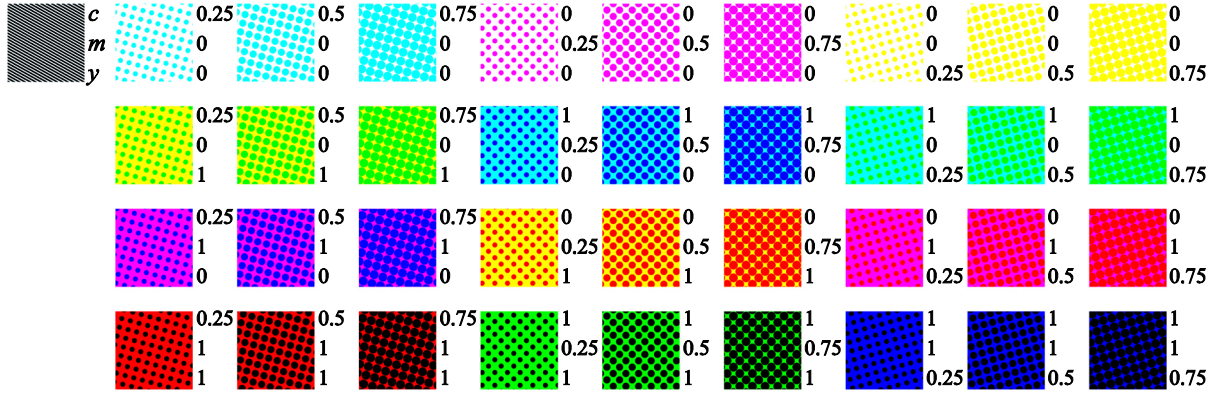 c 0.25 0.5 0.75 0 0 0 0 0 0
m 0 0 0 0.25 0.5 0.75 0 0 0
y 0 0 0 0 0 0 0.25 0.5 0.75
0.25 0.5 0.75 1 1 1 1 1 1
0 0 0 0.25 0.5 0.75 0 0 0
1 1 1 0 0 0 0.25 0.5 0.75
0.25 0.5 0.75 0 0 0 0 0 0
1 1 1 0.25 0.5 0.75 1 1 1
0 0 0 1 1 1 0.25 0.5 0.75
0.25 0.5 0.75 1 1 1 1 1 1
1 1 1 0.25 0.5 0.75 1 1 1
1 1 1 1 1 1 0.25 0.5 0.75